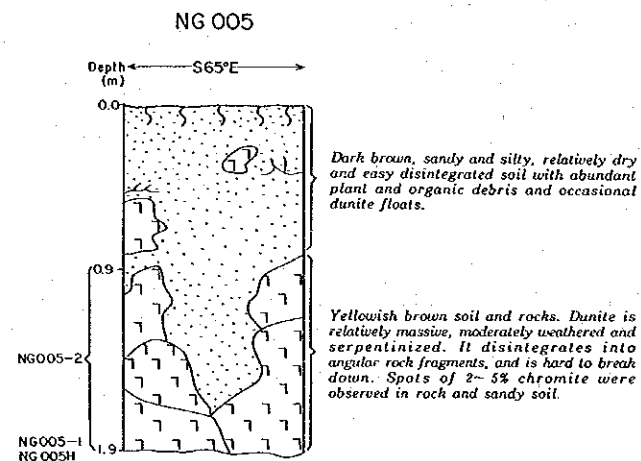 NG 005
Depth
(m)
S65°E
0.0
Dark brown, sandy and silty, relatively dry
and easy disintegrated soil with abundant
plant and organic debris and occasional
dunite floats.
0.9
Yellowish brown soil and rocks. Dunite is
relatively massive, moderately weathered and
serpentinized. It disintegrates into
angular rock fragments, and is hard to break
down. Spots of 2~5% chromite were
observed in rock and sandy soil.
NG005-2
NG005-1
NG005H
1.9